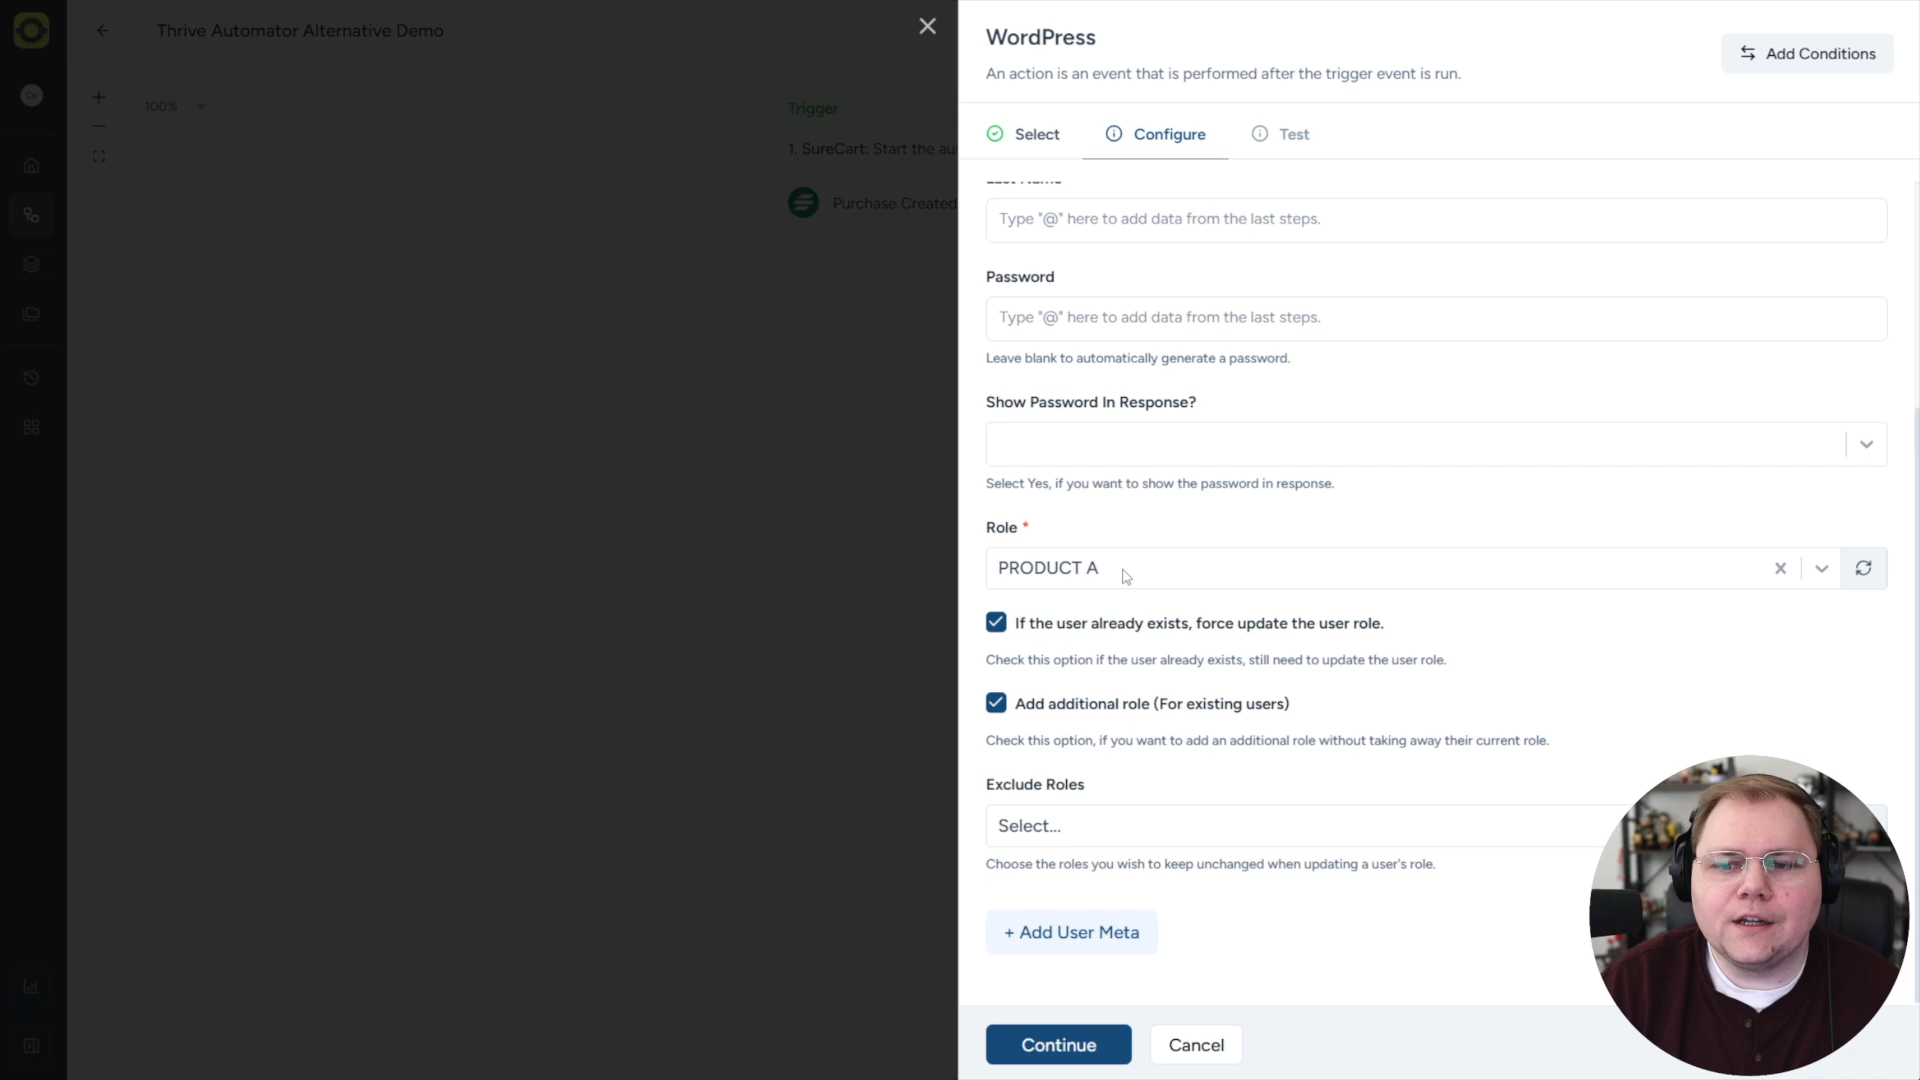 Thrive Automator Alternative Demo
100%
Trigger
1. SureCart: Start the au
Purchase Created
WordPress
An action is an event that is performed after the trigger event is run.
Add Conditions
Select
Configure
Test
Last Name
Type "@" here to add data from the last steps.
Password
Type "@" here to add data from the last steps.
Leave blank to automatically generate a password.
Show Password In Response?
Select Yes, if you want to show the password in response.
Role *
PRODUCT A
If the user already exists, force update the user role.
Check this option if the user already exists, still need to update the user role.
Add additional role (For existing users)
Check this option, if you want to add an additional role without taking away their current role.
Exclude Roles
Select...
Choose the roles you wish to keep unchanged when updating a user's role.
+ Add User Meta
Continue
Cancel